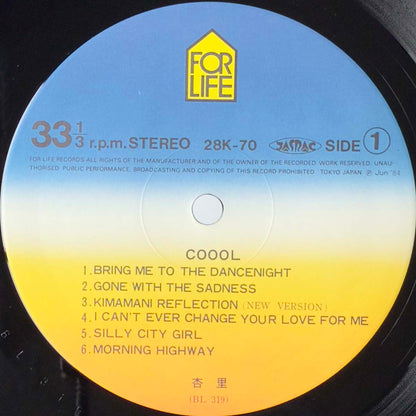 FOR
LIFE
33 1/3 r.p.m. STEREO 28K-70 JASRAC SIDE 1
FOR LIFE RECORDS ALL RIGHTS OF THE MANUFACTURER AND OF THE OWNER OF THE RECORDED WORK RESERVED. UNAU-
THORISED PUBLIC PERFORMANCE, BROADCASTING AND COPYING OF THIS RECORD PROHIBITED. TOKYO JAPAN Ⓟ Jun '84
COOOL
1. BRING ME TO THE DANCENIGHT
2. GONE WITH THE SADNESS
3. KIMAMANI REFLECTION (NEW VERSION)
4. I CAN'T EVER CHANGE YOUR LOVE FOR ME
5. SILLY CITY GIRL
6. MORNING HIGHWAY
杏里
(BL-319)